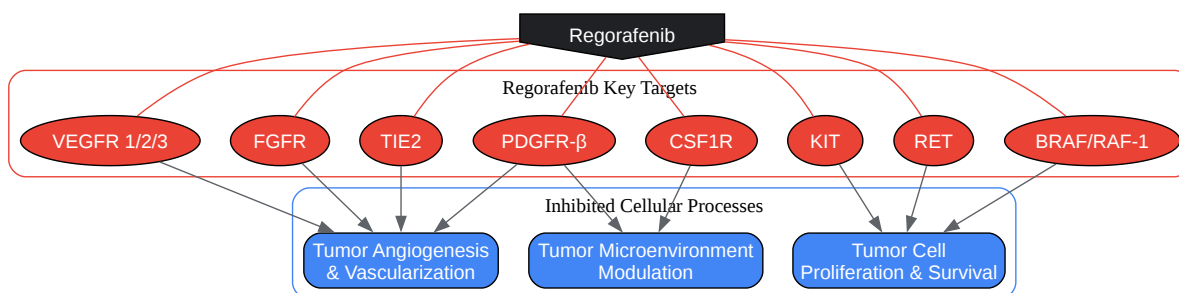 Regorafenib
Regorafenib Key Targets
VEGFR 1/2/3
FGFR
TIE2
PDGFR-β
CSF1R
KIT
RET
BRAF/RAF-1
Inhibited Cellular Processes
Tumor Angiogenesis
& Vascularization
Tumor Microenvironment
Modulation
Tumor Cell
Proliferation & Survival